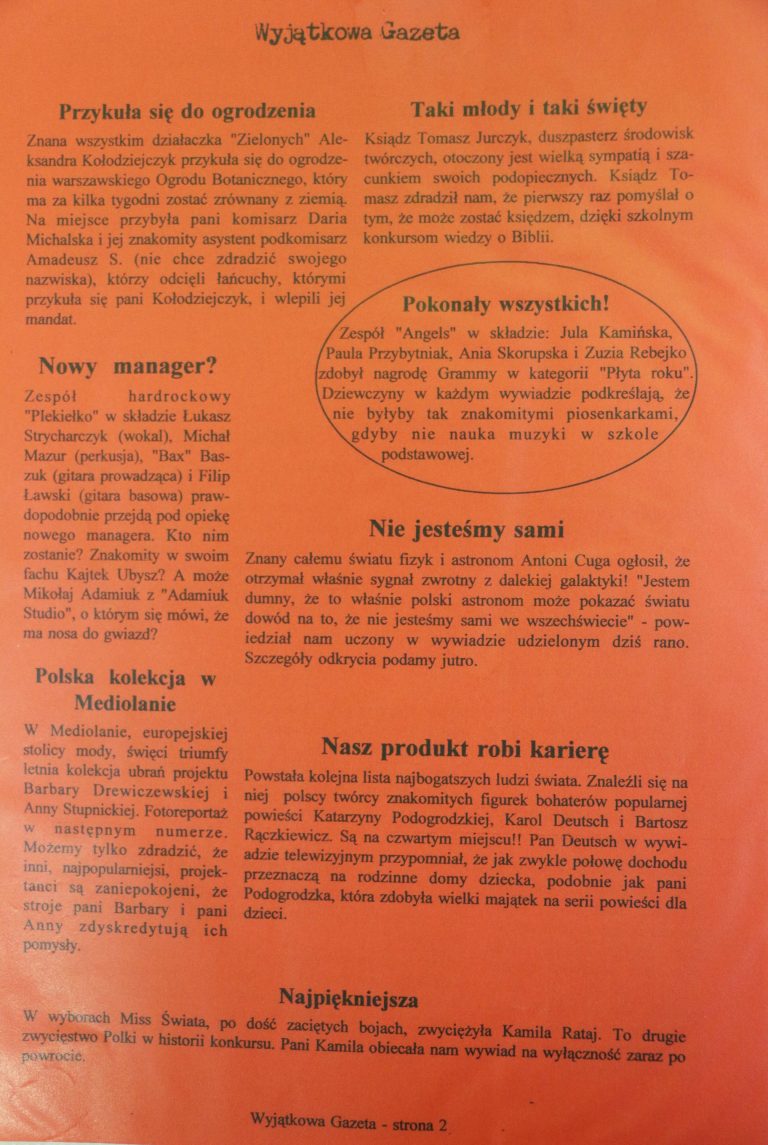 Wyjątkowa Gazeta
Przykuła się do ogrodzenia
Znana wszystkim działaczka "Zielonych" Ale-
ksandra Kołodziejczyk przykuła się do ogrodze-
nia warszawskiego Ogrodu Botanicznego, który
ma za kilka tygodni zostać zrównany z ziemią.
Na miejsce przybyła pani komisarz Daria
Michalska i jej znakomity asystent podkomisarz
Amadeusz S. (nie chce zdradzić swojego
nazwiska), którzy odcięli łańcuchy, którymi
przykuła się pani Kołodziejczyk, i wlepili jej
mandat.
Nowy manager?
Zespół hardrockowy
"Plekiełko" w składzie Łukasz
Strycharczyk (wokal), Michał
Mazur (perkusja), "Bax" Bas-
zuk (gitara prowadząca) i Filip
Ławski (gitara basowa) praw-
dopodobnie przejdą pod opiekę
nowego managera. Kto nim
zostanie? Znakomity w swoim
fachu Kajtek Ubysz? A może
Mikołaj Adamiuk z "Adamiuk
Studio", o którym się mówi, że
ma nosa do gwiazd?
Polska kolekcja w
Mediolanie
W Mediolanie, europejskiej
stolicy mody, święci triumfy
letnia kolekcja ubrań projektu
Barbary Drewiczewskiej i
Anny Stupnickiej. Fotoreportaż
w następnym numerze.
Możemy tylko zdradzić, że
inni, najpopularniejsi, projek-
tanci są zaniepokojeni, że
stroje pani Barbary i pani
Anny zdyskredytują ich
pomysły.
Taki młody i taki święty
Ksiądz Tomasz Jurczyk, duszpasterz środowisk
twórczych, otoczony jest wielką sympatią i sza-
cunkiem swoich podopiecznych. Ksiądz To-
masz zdradził nam, że pierwszy raz pomyślał o
tym, że może zostać księdzem, dzięki szkolnym
konkursom wiedzy o Biblii.
Pokonały wszystkich!
Zespół "Angels" w składzie: Jula Kamińska,
Paula Przybytniak, Ania Skorupska i Zuzia Rebejko
zdobył nagrodę Grammy w kategorii "Płyta roku".
Dziewczyny w każdym wywiadzie podkreślają, że
nie byłyby tak znakomitymi piosenkarkami,
gdyby nie nauka muzyki w szkole
podstawowej.
Nie jesteśmy sami
Znany całemu światu fizyk i astronom Antoni Cuga ogłosił, że
otrzymał właśnie sygnał zwrotny z dalekiej galaktyki! "Jestem
dumny, że to właśnie polski astronom może pokazać światu
dowód na to, że nie jesteśmy sami we wszechświecie" - pow-
iedział nam uczony w wywiadzie udzielonym dziś rano.
Szczegóły odkrycia podamy jutro.
Nasz produkt robi karierę
Powstała kolejna lista najbogatszych ludzi świata. Znaleźli się na
niej polscy twórcy znakomitych figurek bohaterów popularnej
powieści Katarzyny Podogrodzkiej, Karol Deutsch i Bartosz
Rączkiewicz. Są na czwartym miejscu!! Pan Deutsch w wywi-
adzie telewizyjnym przypomniał, że jak zwykle połowę dochodu
przeznaczą na rodzinne domy dziecka, podobnie jak pani
Podogrodzka, która zdobyła wielki majątek na serii powieści dla
dzieci.
Najpiękniejsza
W wyborach Miss Świata, po dość zaciętych bojach, zwyciężyła Kamila Rataj. To drugie
zwycięstwo Polki w historii konkursu. Pani Kamila obiecała nam wywiad na wyłączność zaraz po
powrocie.
Wyjątkowa Gazeta - strona 2